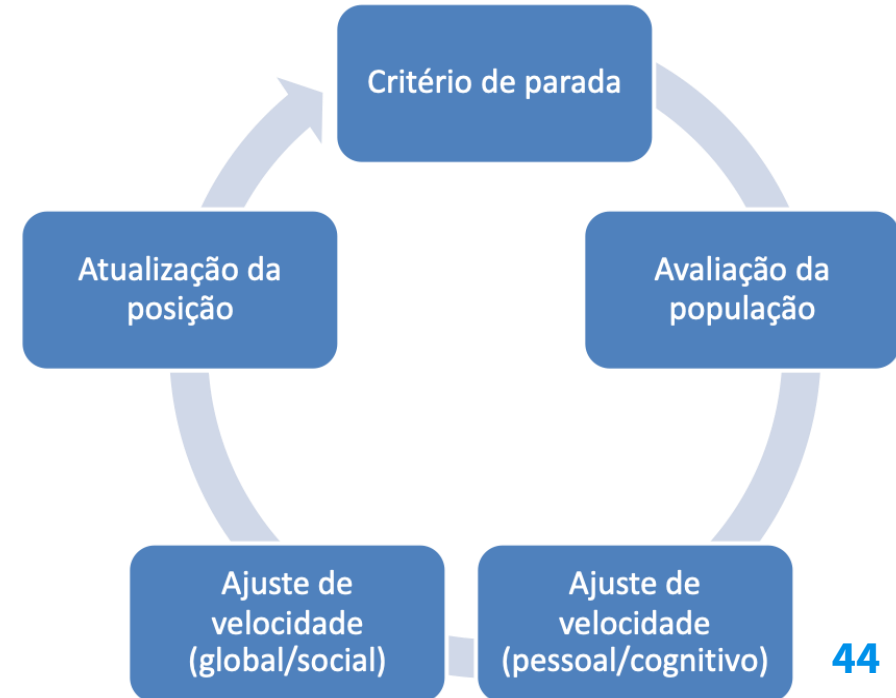 Critério de parada
Avaliação da
população
Ajuste de
velocidade
(pessoal/cognitivo)
Ajuste de
velocidade
(global/social)
Atualização da
posição
44